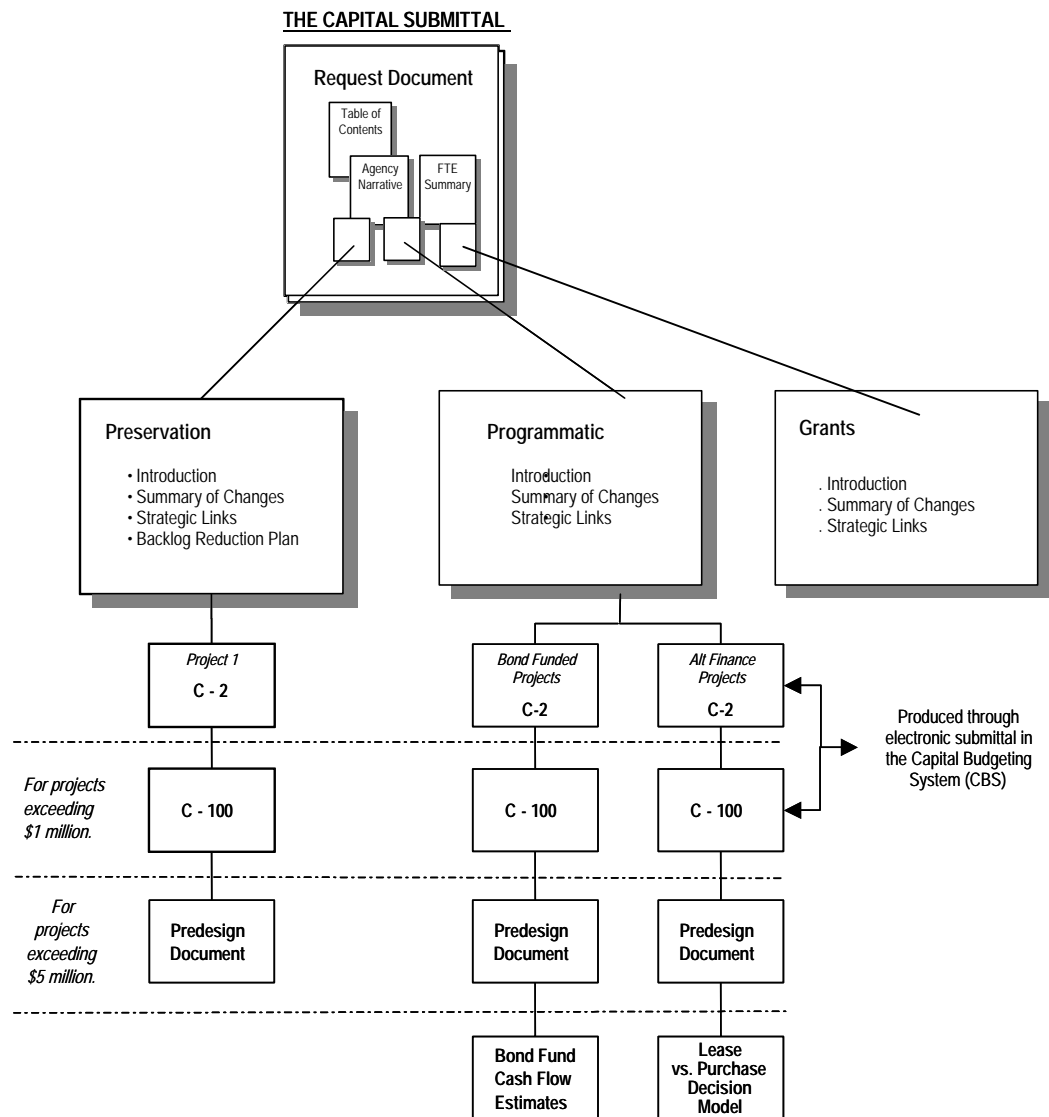 THE CAPITAL SUBMITTAL
Request Document
Table of
Contents
Agency
Narrative
FTE
Summary
Preservation
• Introduction
• Summary of Changes
• Strategic Links
• Backlog Reduction Plan
Programmatic
Introduction
Summary of Changes
Strategic Links
Grants
. Introduction
. Summary of Changes
. Strategic Links
Project 1
C - 2
Bond Funded
Projects
C-2
Alt Finance
Projects
C-2
Produced through
electronic submittal in
the Capital Budgeting
System (CBS)
For projects
exceeding
$1 million.
C - 100
C - 100
C - 100
For
projects
exceeding
$5 million.
Predesign
Document
Predesign
Document
Predesign
Document
Bond Fund
Cash Flow
Estimates
Lease
vs. Purchase
Decision
Model